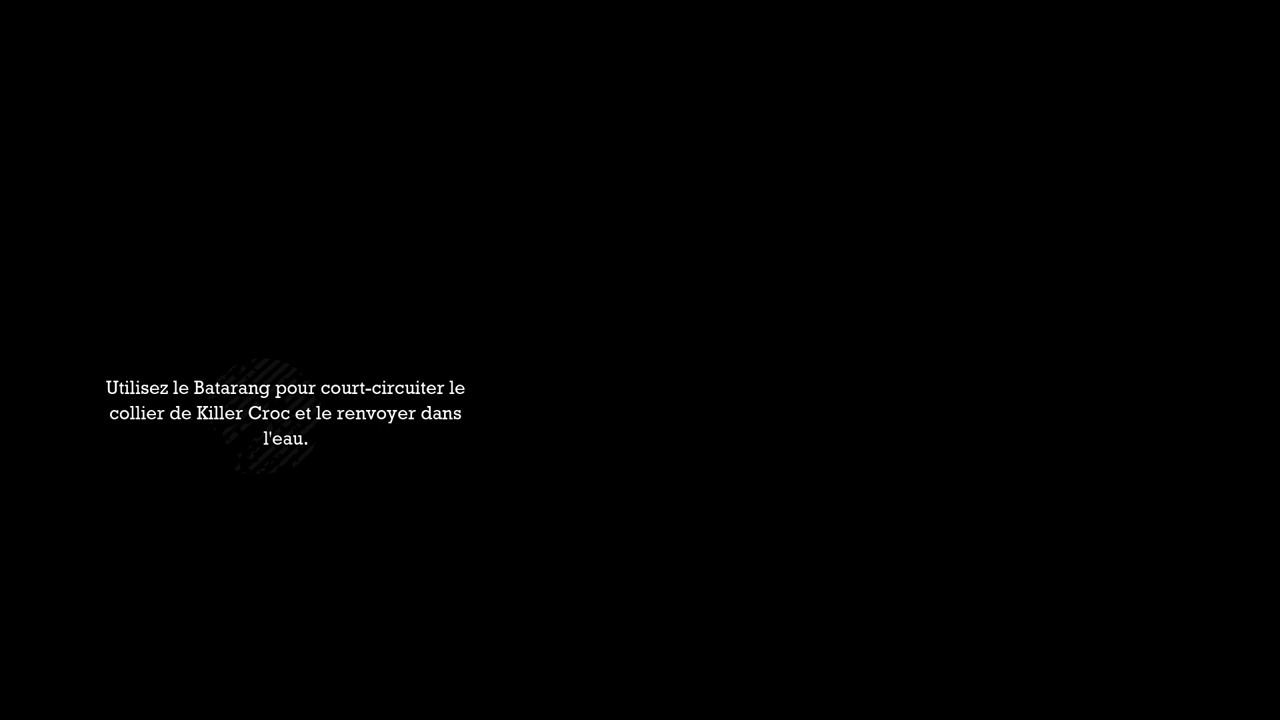 Utilisez le Batarang pour court-circuiter le
collier de Killer Croc et le renvoyer dans
l'eau.